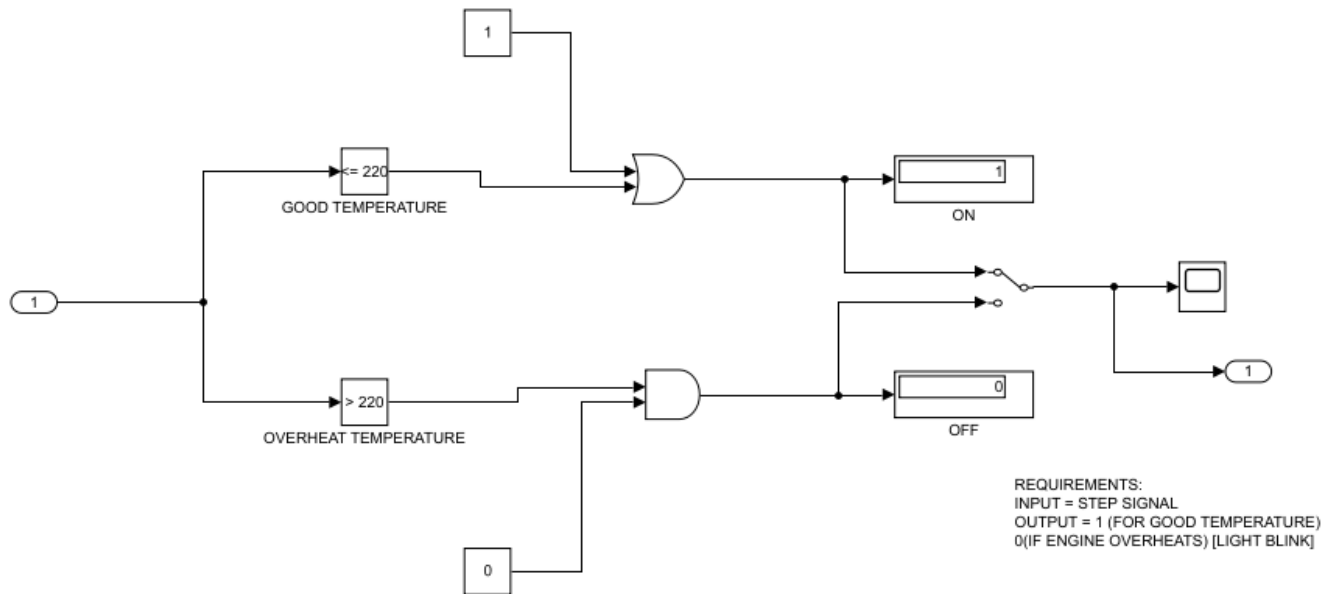 1
<= 220
GOOD TEMPERATURE
1
ON
1
1
> 220
OVERHEAT TEMPERATURE
0
OFF
0
REQUIREMENTS:
INPUT = STEP SIGNAL
OUTPUT = 1 (FOR GOOD TEMPERATURE)
0(IF ENGINE OVERHEATS) [LIGHT BLINK]